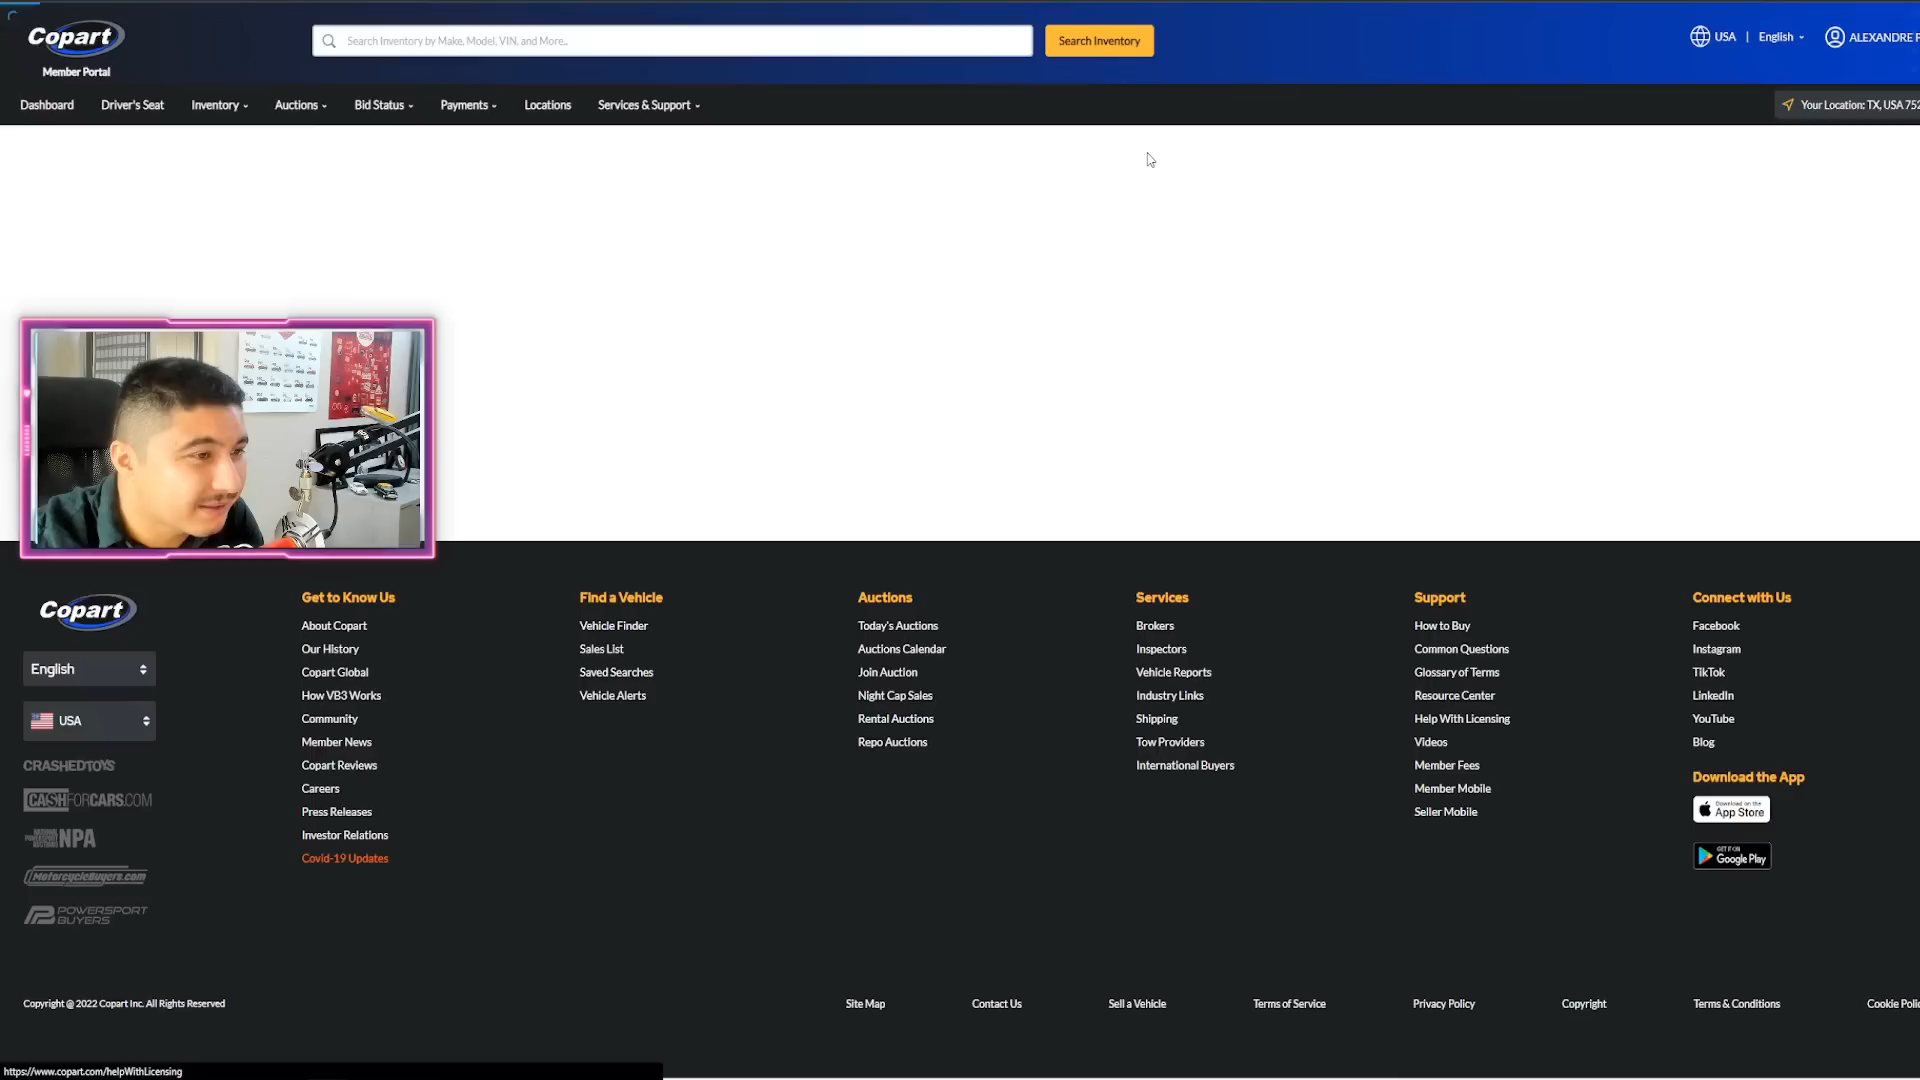 Copart
Member Portal
Search Inventory by Make, Model, VIN, and More..
Search Inventory
USA | English
ALEXANDRE
Dashboard Driver's Seat Inventory Auctions Bid Status Payments Locations Services & Support
Your Location: TX, USA 752
Copart
English
USA
CRASHEDTOYS
CASHFORCARS.COM
NPA
MotorcycleBuyers.com
POWERSPORT
BUYERS
Get to Know Us
About Copart
Our History
Copart Global
How VB3 Works
Community
Member News
Copart Reviews
Careers
Press Releases
Investor Relations
Covid-19 Updates
Find a Vehicle
Vehicle Finder
Sales List
Saved Searches
Vehicle Alerts
Auctions
Today's Auctions
Auctions Calendar
Join Auction
Night Cap Sales
Rental Auctions
Repo Auctions
Services
Brokers
Inspectors
Vehicle Reports
Industry Links
Shipping
Tow Providers
International Buyers
Support
How to Buy
Common Questions
Glossary of Terms
Resource Center
Help With Licensing
Videos
Member Fees
Member Mobile
Seller Mobile
Connect with Us
Facebook
Instagram
TikTok
LinkedIn
YouTube
Blog
Download the App
Download on the
App Store
GET IT ON
Google Play
Copyright @ 2022 Copart Inc. All Rights Reserved
Site Map Contact Us Sell a Vehicle Terms of Service Privacy Policy Copyright Terms & Conditions Cookie Polic
https://www.copart.com/helpWithLicensing